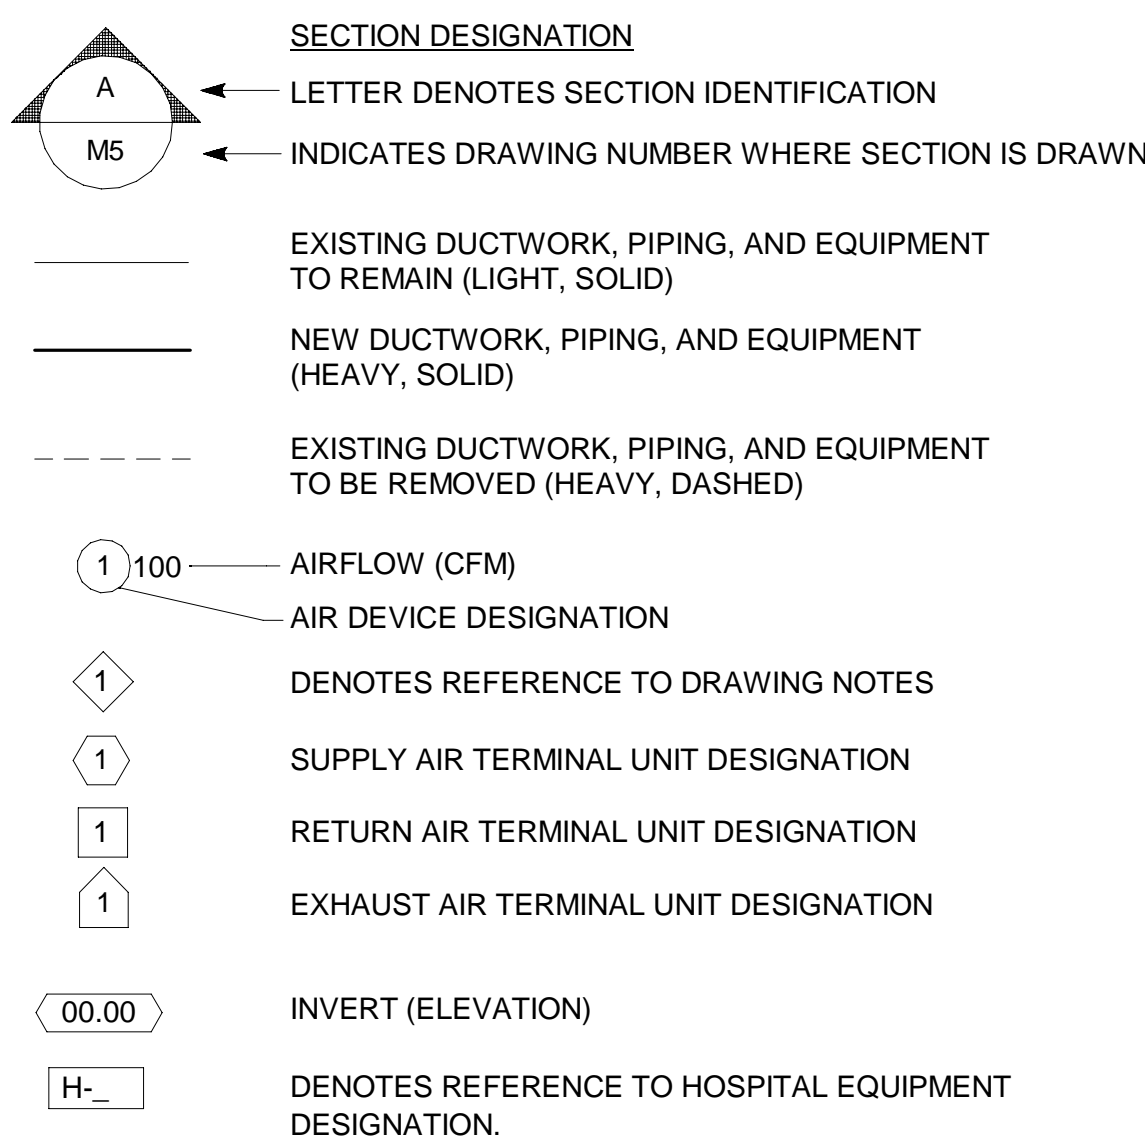 SECTION DESIGNATION
A
LETTER DENOTES SECTION IDENTIFICATION
M5
INDICATES DRAWING NUMBER WHERE SECTION IS DRAWN
EXISTING DUCTWORK, PIPING, AND EQUIPMENT
TO REMAIN (LIGHT, SOLID)
NEW DUCTWORK, PIPING, AND EQUIPMENT
(HEAVY, SOLID)
EXISTING DUCTWORK, PIPING, AND EQUIPMENT
TO BE REMOVED (HEAVY, DASHED)
1 100
AIRFLOW (CFM)
AIR DEVICE DESIGNATION
1
DENOTES REFERENCE TO DRAWING NOTES
1
SUPPLY AIR TERMINAL UNIT DESIGNATION
1
RETURN AIR TERMINAL UNIT DESIGNATION
1
EXHAUST AIR TERMINAL UNIT DESIGNATION
00.00
INVERT (ELEVATION)
H-_
DENOTES REFERENCE TO HOSPITAL EQUIPMENT
DESIGNATION.